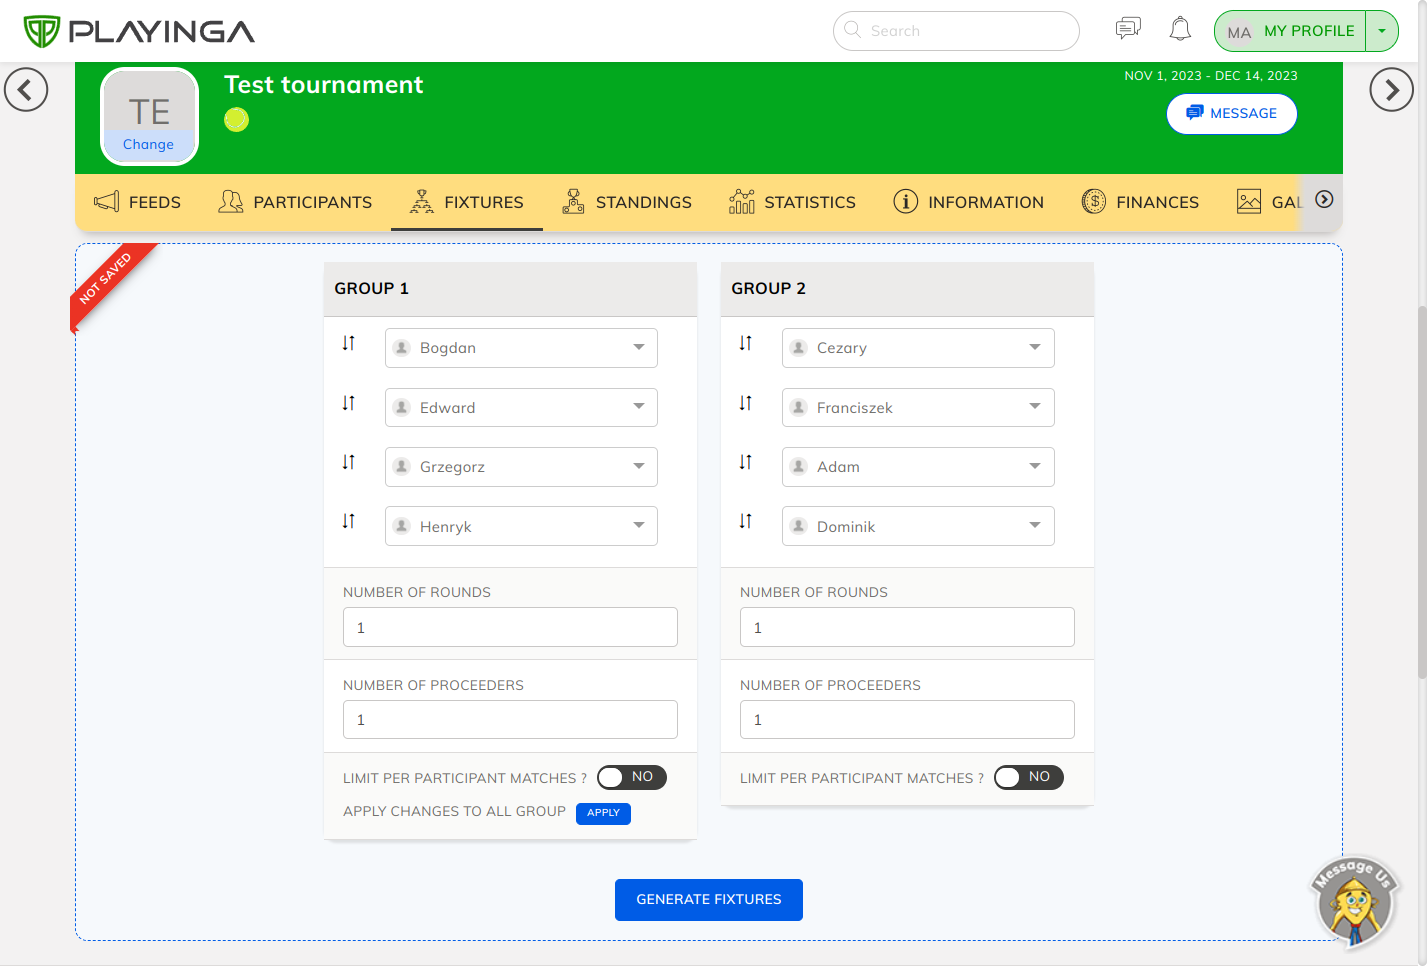 PLAYINGA
Search
MA MY PROFILE
TE
Change
Test tournament
NOV 1, 2023 - DEC 14, 2023
MESSAGE
FEEDS PARTICIPANTS FIXTURES STANDINGS STATISTICS INFORMATION FINANCES GAL
NOT SAVED
GROUP 1
Bogdan
Edward
Grzegorz
Henryk
NUMBER OF ROUNDS
1
NUMBER OF PROCEEDERS
1
LIMIT PER PARTICIPANT MATCHES ? NO
APPLY CHANGES TO ALL GROUP APPLY
GROUP 2
Cezary
Franciszek
Adam
Dominik
NUMBER OF ROUNDS
1
NUMBER OF PROCEEDERS
1
LIMIT PER PARTICIPANT MATCHES ? NO
GENERATE FIXTURES
Message Us